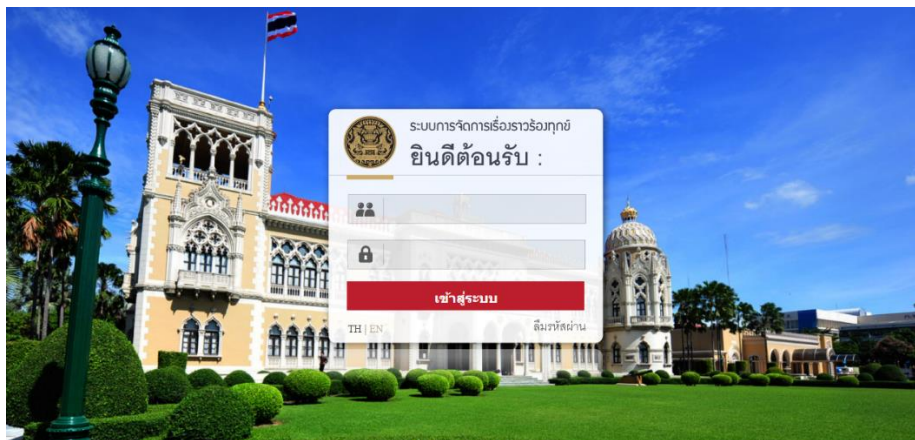 ระบบการจัดการเรื่องราวร้องทุกข์
ยินดีต้อนรับ :
เข้าสู่ระบบ
TH | EN
ลืมรหัสผ่าน